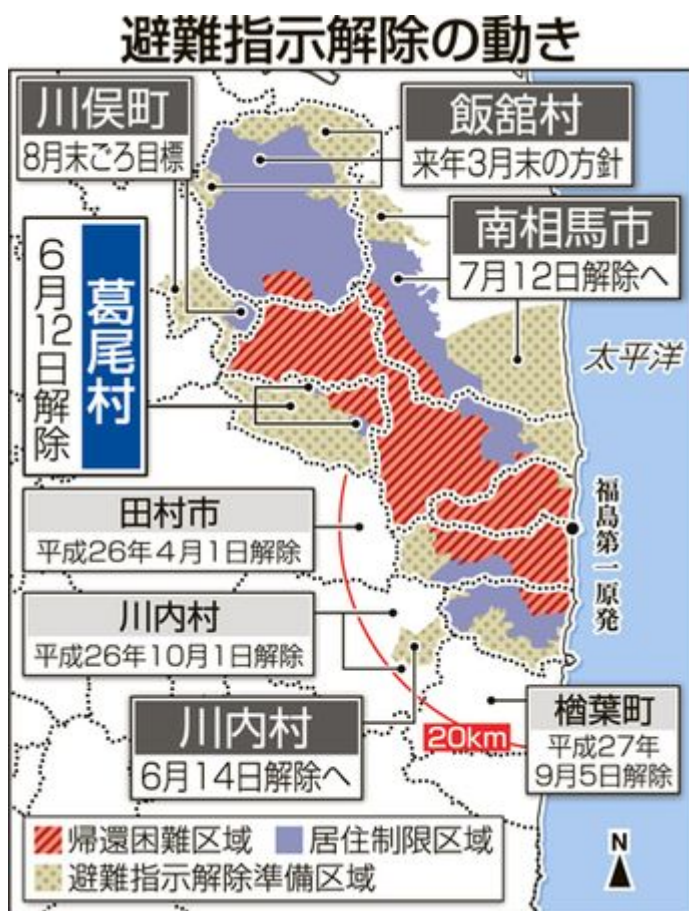 避難指示解除の動き
川俣町
8月末ごろ目標
飯舘村
来年3月末の方針
南相馬市
7月12日解除へ
葛尾村
6月12日解除
太平洋
田村市
平成26年4月1日解除
福島第一原発
川内村
平成26年10月1日解除
川内村
6月14日解除へ
20km
楢葉町
平成27年
9月5日解除
帰還困難区域
居住制限区域
避難指示解除準備区域
N